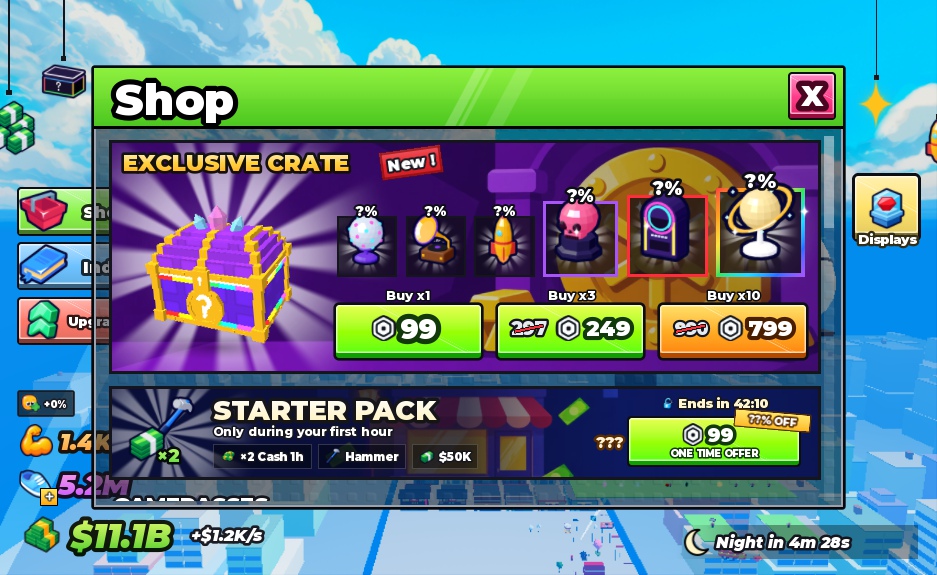 Shop
X
EXCLUSIVE CRATE
New !
?%
?%
?%
?%
?%
?%
?
?
Buy x1
Buy x3
Buy x10
99
249
799
Displays
Upgra
+0%
STARTER PACK
Only during your first hour
×2
×2 Cash 1h
Hammer
$50K
Ends in 42:10
??% OFF
???
99
ONE TIME OFFER
1.4K
5.2M
GAMEPASSES
$11.1B
+$1.2K/s
Night in 4m 28s